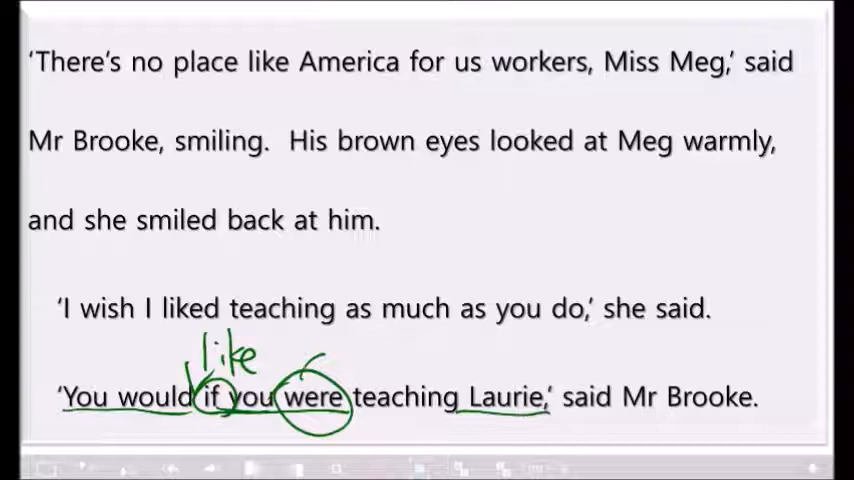 ‘There’s no place like America for us workers, Miss Meg,’ said
Mr Brooke, smiling. His brown eyes looked at Meg warmly,
and she smiled back at him.
‘I wish I liked teaching as much as you do,’ she said.
like
‘You would if you were teaching Laurie,’ said Mr Brooke.